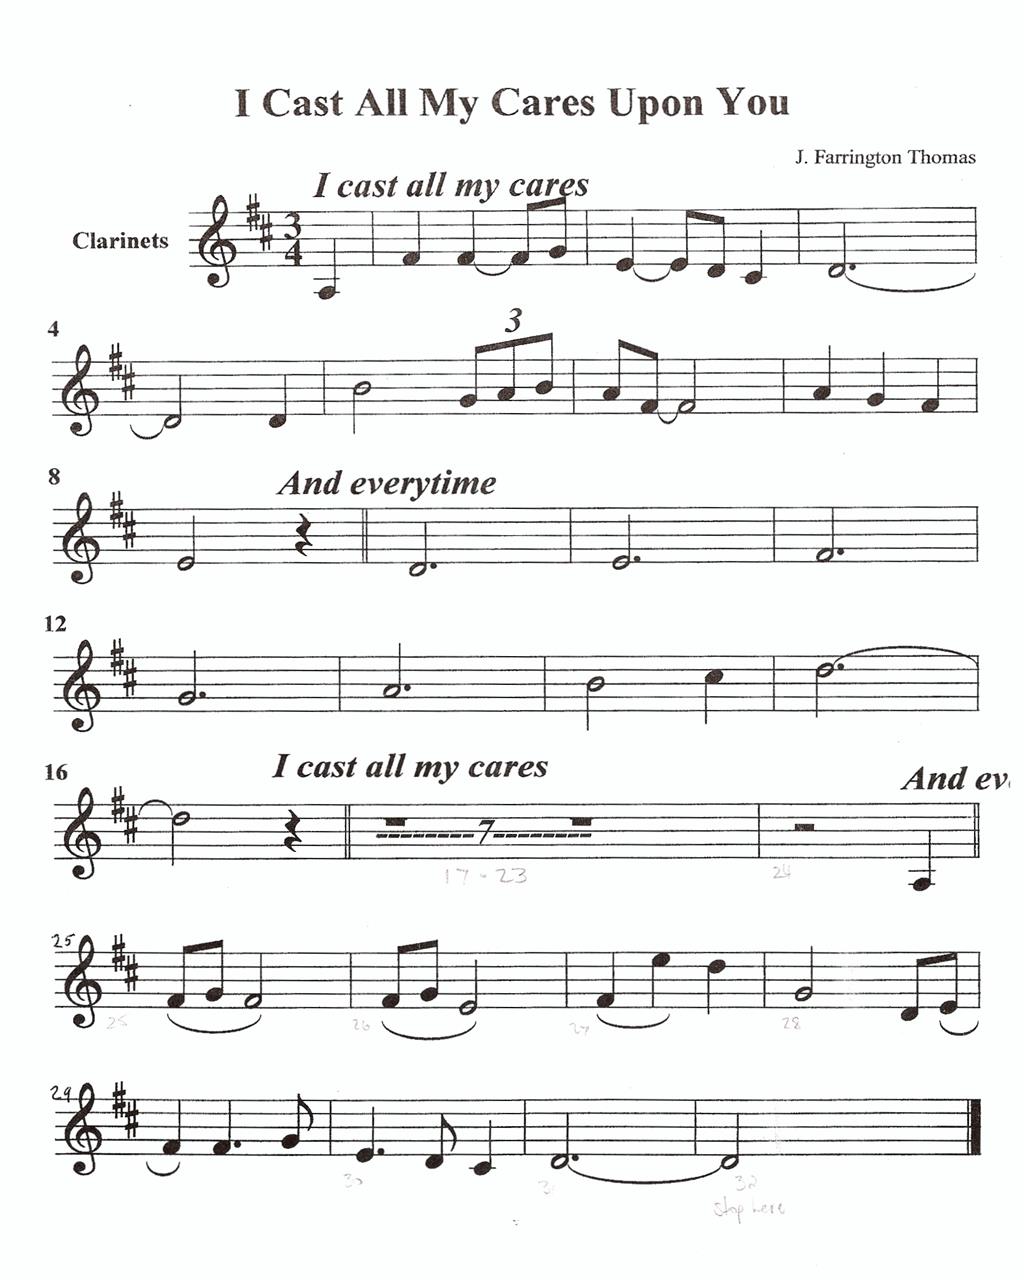 I Cast All My Cares Upon You
J. Farrington Thomas
I cast all my cares
Clarinets
3
4
4
3
8
And everytime
12
16
I cast all my cares
And ev
7
17-23
24
25
25
26
27
28
29
30
32
stop here